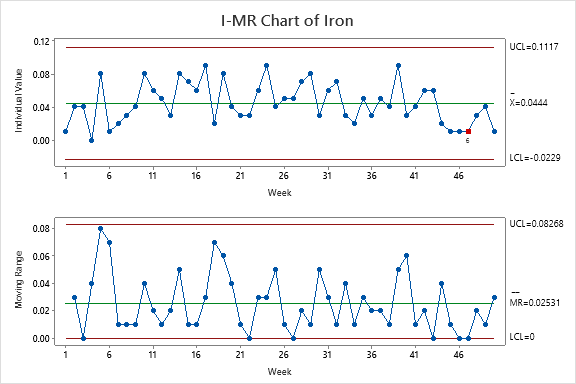 I-MR Chart of Iron
0.12
0.08
0.04
0.00
Individual Value
UCL=0.1117
_
X=0.0444
LCL=-0.0229
6
1 6 11 16 21 26 31 36 41 46
Week
0.08
0.06
0.04
0.02
0.00
Moving Range
UCL=0.08268
__
MR=0.02531
LCL=0
1 6 11 16 21 26 31 36 41 46
Week